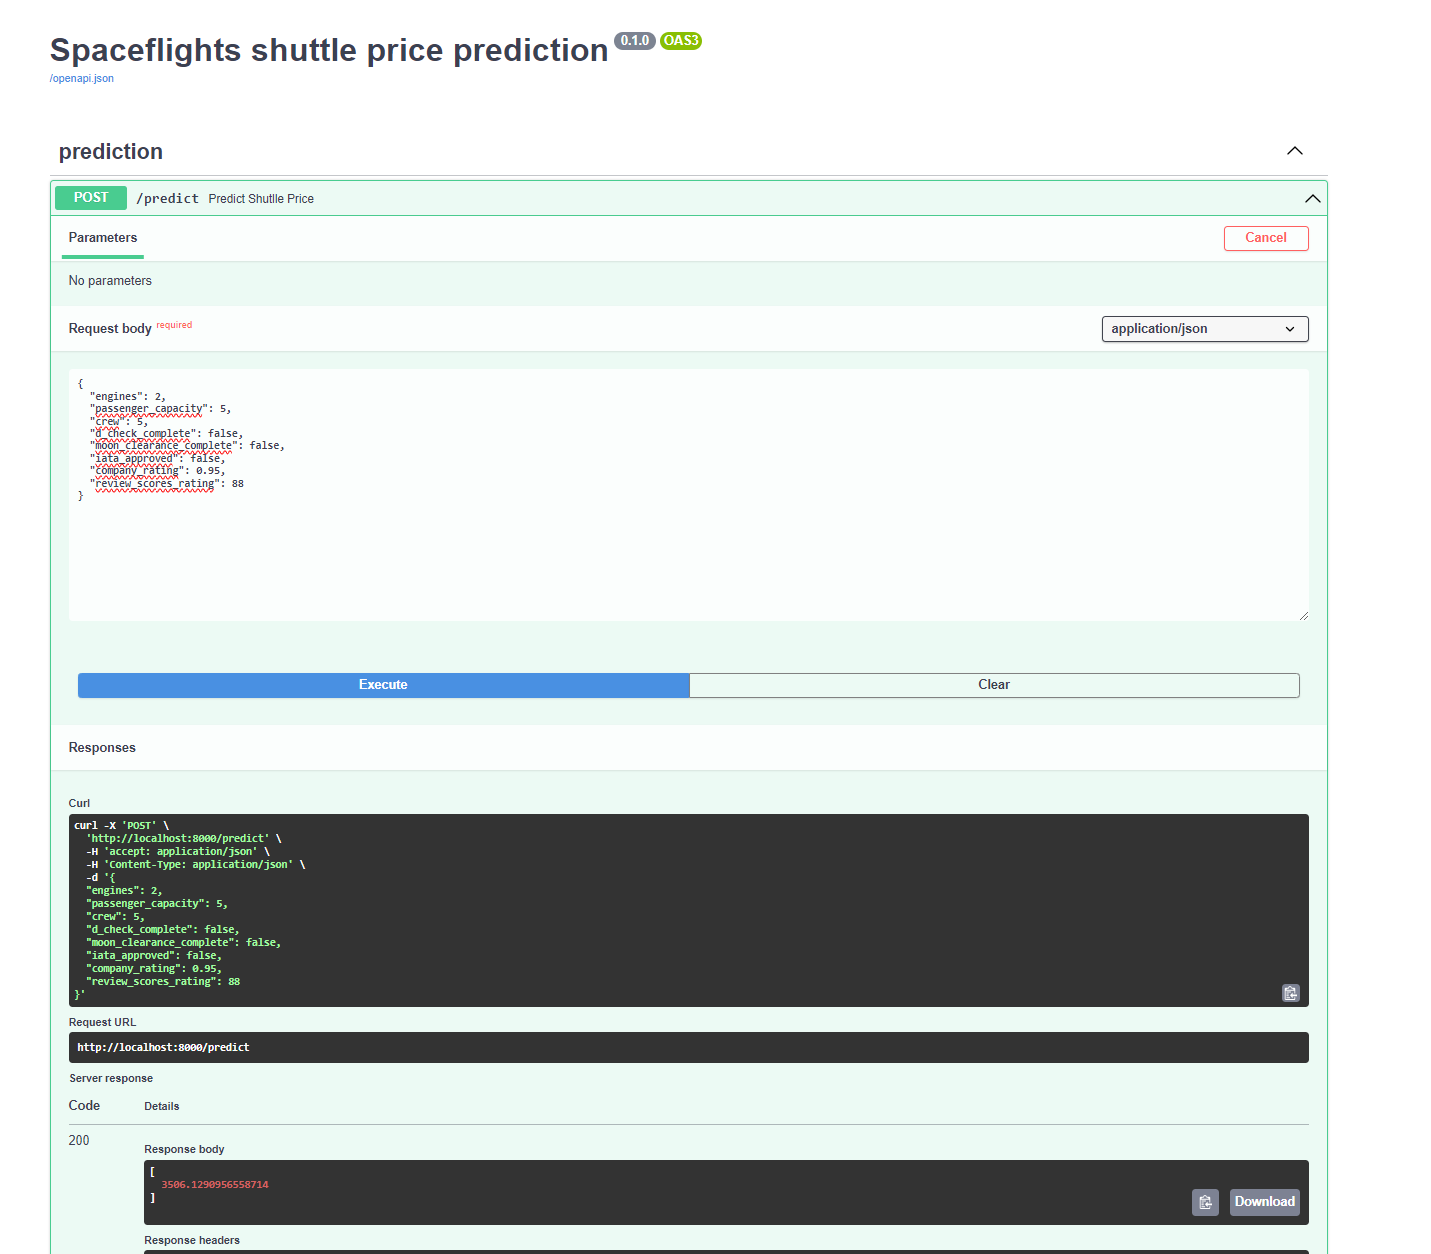 Spaceflights shuttle price prediction 0.1.0 OAS3
/openapi.json
prediction
POST /predict Predict Shutlle Price
Parameters Cancel
No parameters
Request body required application/json
{
"engines": 2,
"passenger_capacity": 5,
"crew": 5,
"d_check_complete": false,
"moon_clearance_complete": false,
"iata_approved": false,
"company_rating": 0.95,
"review_scores_rating": 88
}
Execute Clear
Responses
Curl
curl -X 'POST' \
'http://localhost:8000/predict' \
-H 'accept: application/json' \
-H 'Content-Type: application/json' \
-d '{
"engines": 2,
"passenger_capacity": 5,
"crew": 5,
"d_check_complete": false,
"moon_clearance_complete": false,
"iata_approved": false,
"company_rating": 0.95,
"review_scores_rating": 88
}'
Request URL
http://localhost:8000/predict
Server response
Code Details
200
Response body
[
3506.1290956558714
]
Download
Response headers